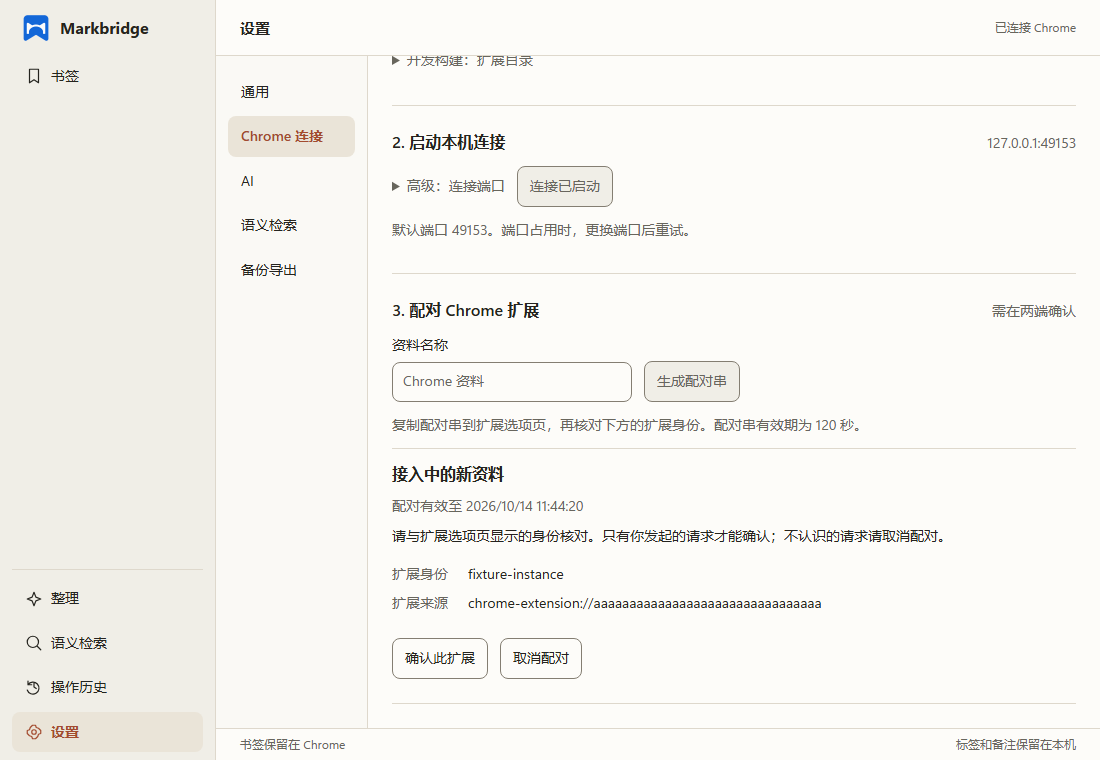 Markbridge
设置
已连接 Chrome
书签
整理
语义检索
操作历史
设置
通用
Chrome 连接
AI
语义检索
备份导出
开发构建：扩展目录
2. 启动本机连接
127.0.0.1:49153
高级：连接端口
连接已启动
默认端口 49153。端口占用时，更换端口后重试。
3. 配对 Chrome 扩展
需在两端确认
资料名称
Chrome 资料
生成配对串
复制配对串到扩展选项页，再核对下方的扩展身份。配对串有效期为 120 秒。
接入中的新资料
配对有效至 2026/10/14 11:44:20
请与扩展选项页显示的身份核对。只有你发起的请求才能确认；不认识的请求请取消配对。
扩展身份 fixture-instance
扩展来源 chrome-extension://aaaaaaaaaaaaaaaaaaaaaaaaaaaaaaaa
确认此扩展
取消配对
书签保留在 Chrome
标签和备注保留在本机